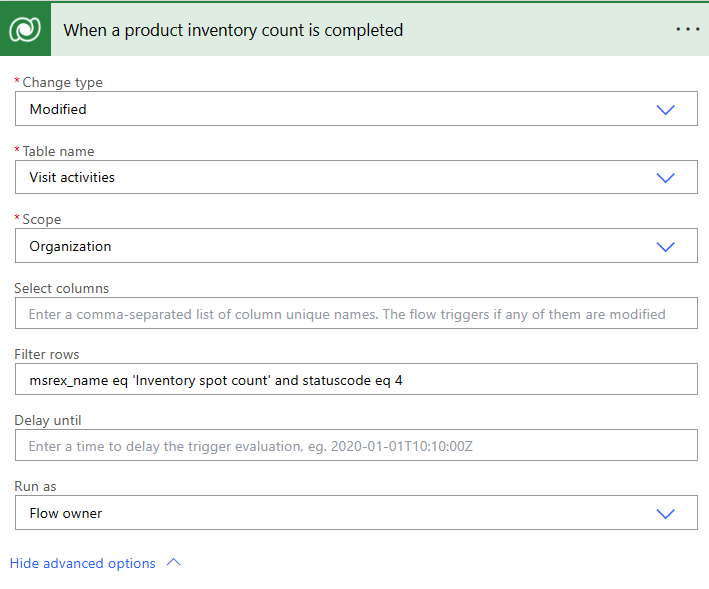 When a product inventory count is completed
* Change type
Modified
* Table name
Visit activities
* Scope
Organization
Select columns
Enter a comma-separated list of column unique names. The flow triggers if any of them are modified
Filter rows
msrex_name eq 'Inventory spot count' and statuscode eq 4
Delay until
Enter a time to delay the trigger evaluation, eg. 2020-01-01T10:10:00Z
Run as
Flow owner
Hide advanced options